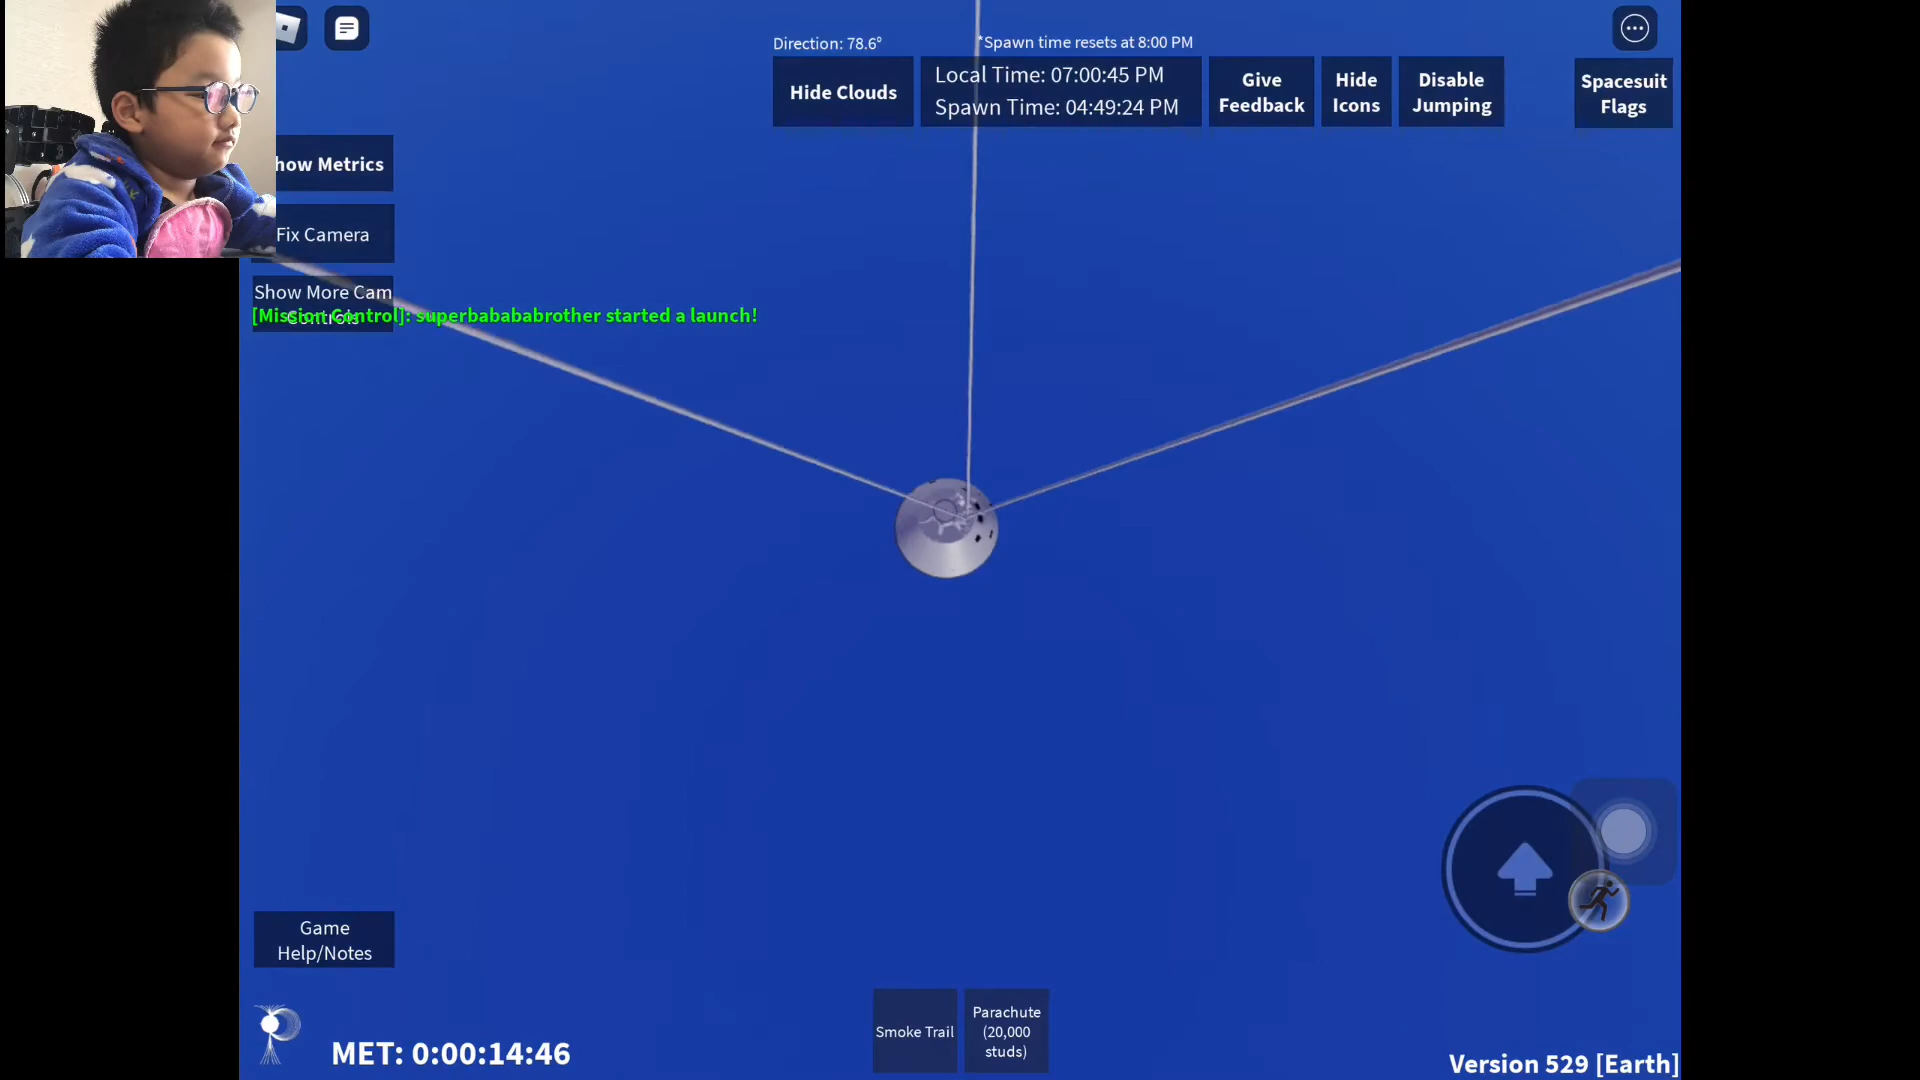 Direction: 78.6°
*Spawn time resets at 8:00 PM
Hide Clouds
Local Time: 07:00:45 PM
Spawn Time: 04:49:24 PM
Give
Feedback
Hide
Icons
Disable
Jumping
Spacesuit
Flags
how Metrics
Fix Camera
Show More Cam
Controls
[Mission Control]: superbabababrother started a launch!
Game
Help/Notes
MET: 0:00:14:46
Smoke Trail
Parachute
(20,000
studs)
Version 529 [Earth]